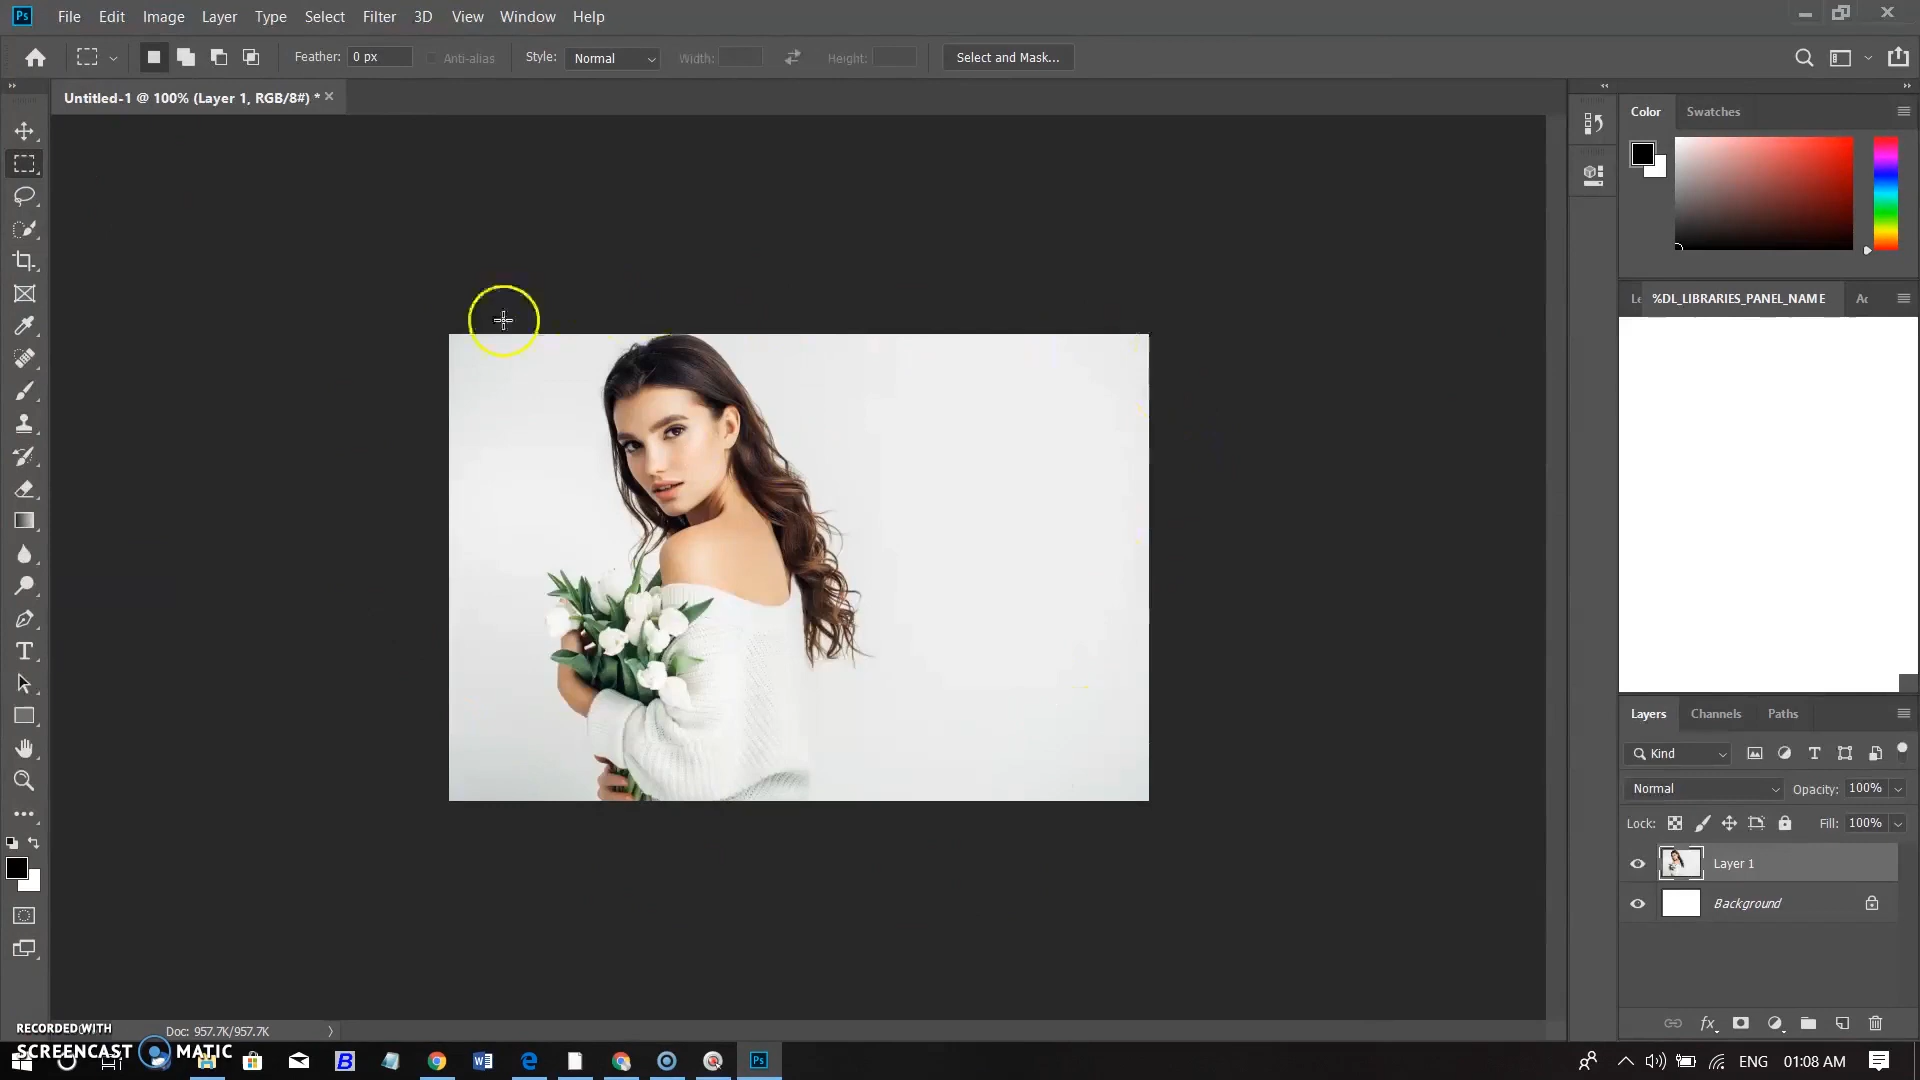 Ps File Edit Image Layer Type Select Filter 3D View Window Help
Feather: 0 px Anti-alias Style: Normal Width: Height: Select and Mask...
Untitled-1 @ 100% (Layer 1, RGB/8#) * ×
Color Swatches
%DL_LIBRARIES_PANEL_NAME
Layers Channels Paths
Kind
Normal Opacity: 100%
Lock: Fill: 100%
Layer 1
Background
fx
Doc: 957.7K/957.7K
RECORDED WITH
SCREENCAST MATIC
Ps ENG 01:08 AM